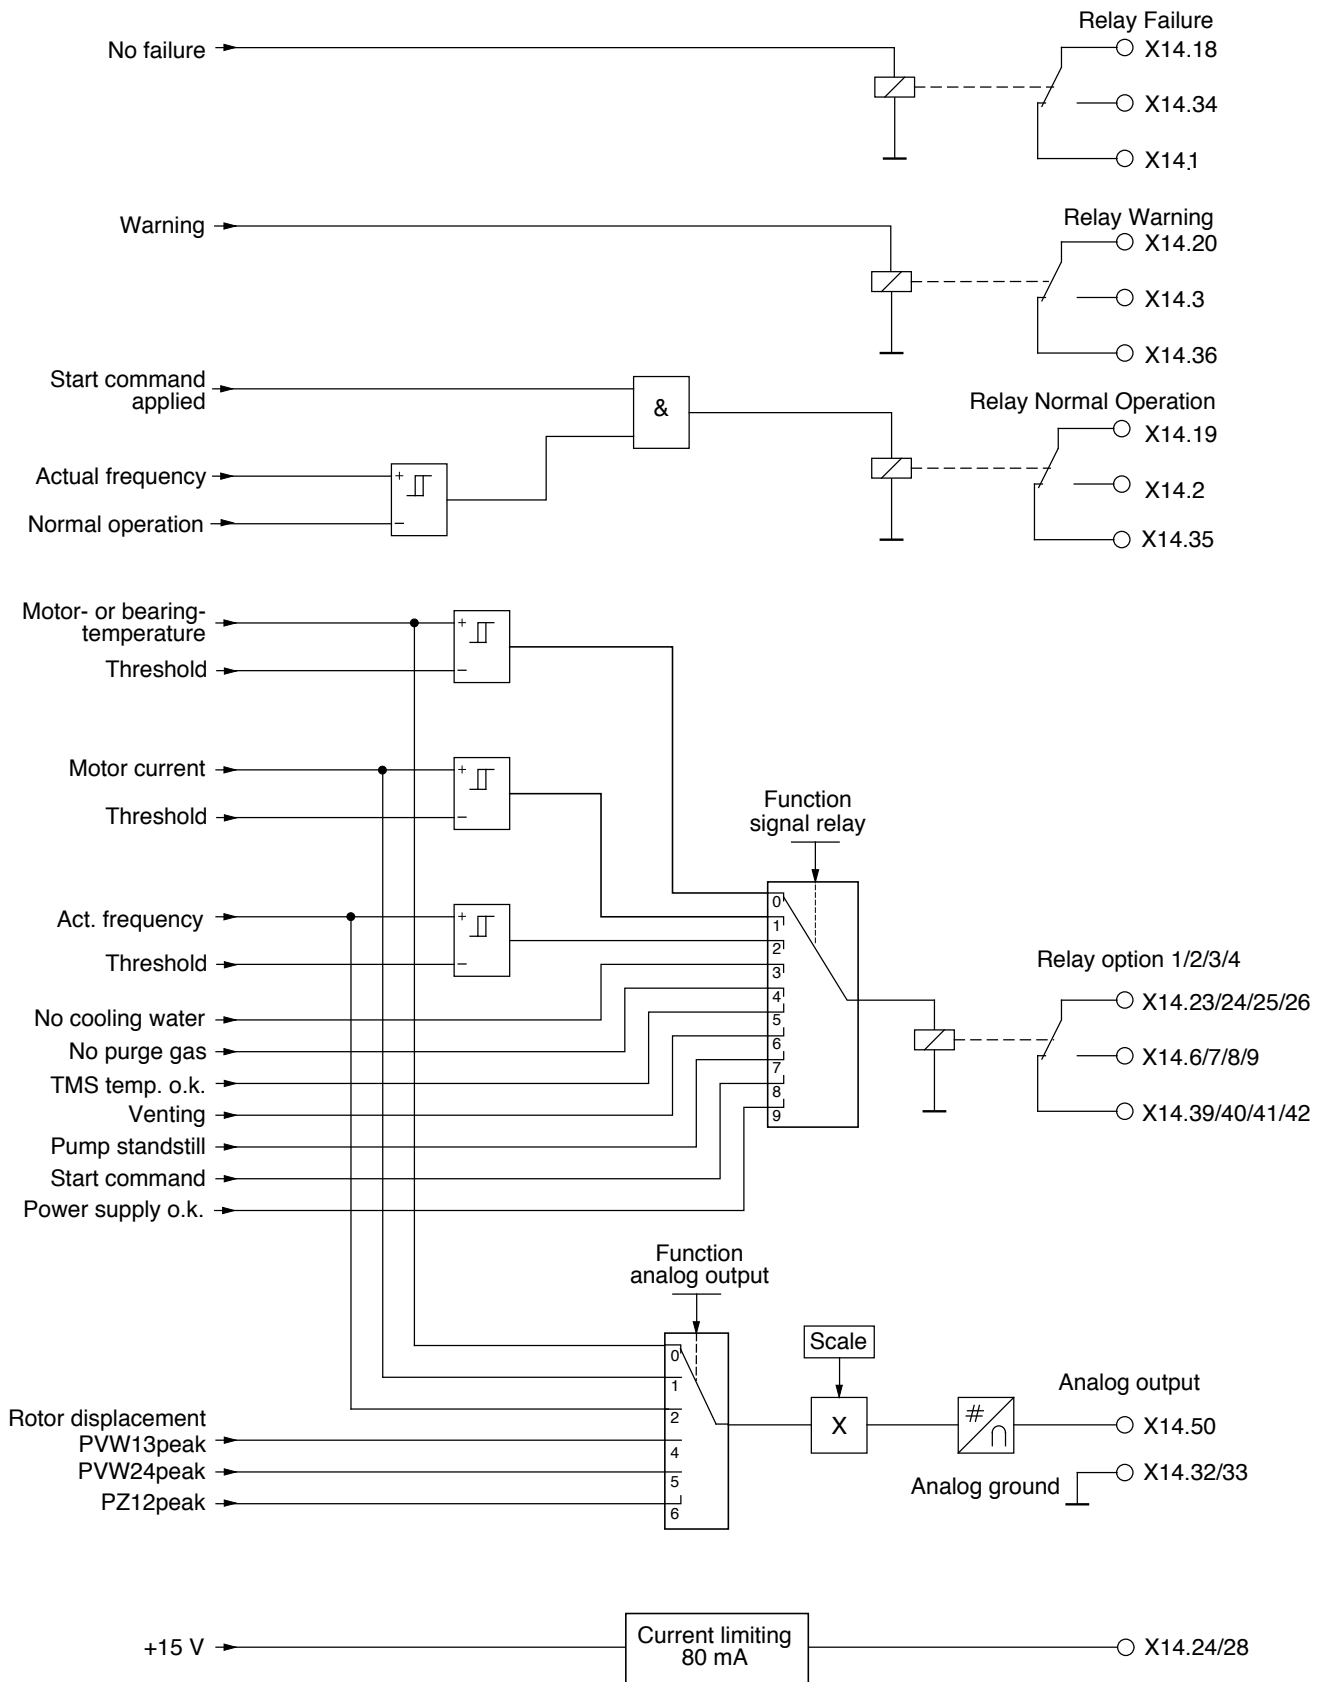 Relay Failure
No failure
X14.18
X14.34
X14.1
Relay Warning
Warning
X14.20
X14.3
X14.36
Start command
applied
&
Relay Normal Operation
X14.19
Actual frequency
+
X14.2
Normal operation
−
X14.35
Motor- or bearing-
temperature
+
Threshold
−
Motor current
+
Threshold
−
Function
signal relay
Act. frequency
+
Threshold
−
0
1
2
3
4
5
6
7
8
9
Relay option 1/2/3/4
X14.23/24/25/26
X14.6/7/8/9
X14.39/40/41/42
No cooling water
No purge gas
TMS temp. o.k.
Venting
Pump standstill
Start command
Power supply o.k.
Function
analog output
0
1
2
4
5
6
Scale
X
#
∩
Analog output
X14.50
Analog ground
X14.32/33
Rotor displacement
PVW13peak
PVW24peak
PZ12peak
+15 V
Current limiting
80 mA
X14.24/28